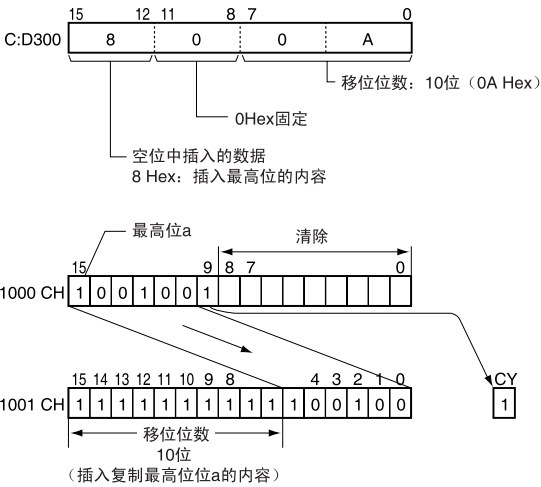 15 12 11 8 7 0
C:D300 8 0 0 A
移位位数：10位（0A Hex）
0Hex固定
空位中插入的数据
8 Hex：插入最高位的内容
最高位a
清除
15 9 8 7 0
1000 CH 1 0 0 1 0 0 1
15 14 13 12 11 10 9 8 4 3 2 1 0 CY
1001 CH 1 1 1 1 1 1 1 1 1 1 1 0 0 1 0 0 1
移位位数
10位
（插入复制最高位位a的内容）